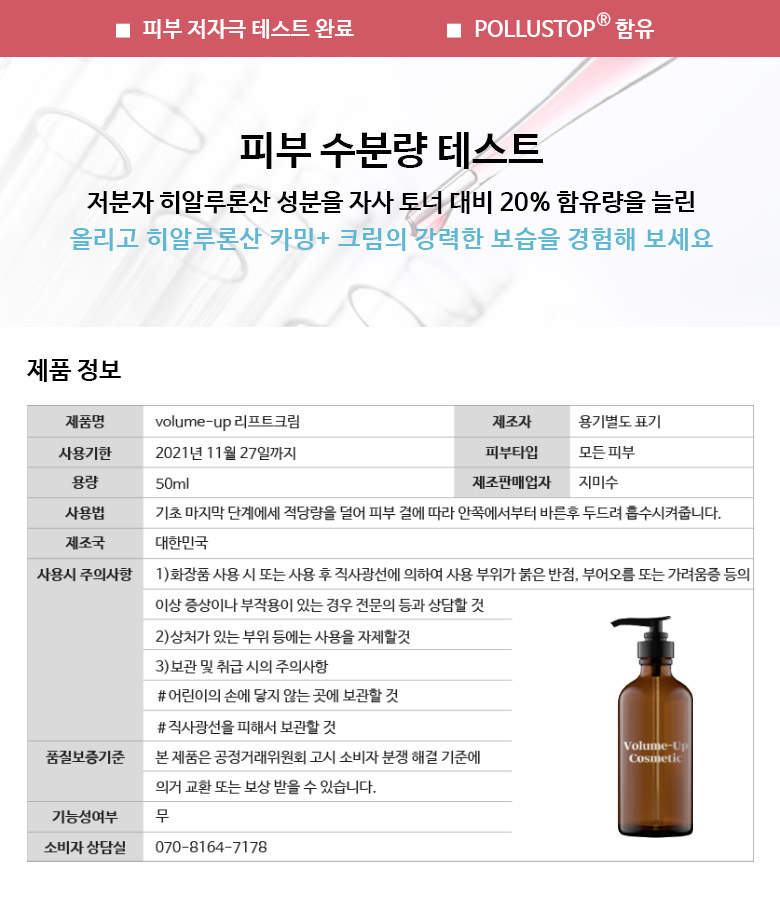 ■ 피부 저자극 테스트 완료 ■ POLLUSTOP® 함유
피부 수분량 테스트
저분자 히알루론산 성분을 자사 토너 대비 20% 함유량을 늘린
올리고 히알루론산 카밍+ 크림의 강력한 보습을 경험해 보세요
제품 정보
제품명 volume-up 리프트크림 제조자 용기별도 표기
사용기한 2021년 11월 27일까지 피부타입 모든 피부
용량 50ml 제조판매업자 지미수
사용법 기초 마지막 단계에세 적당량을 덜어 피부 결에 따라 안쪽에서부터 바른후 두드려 흡수시켜줍니다.
제조국 대한민국
사용시 주의사항 1)화장품 사용 시 또는 사용 후 직사광선에 의하여 사용 부위가 붉은 반점, 부어오름 또는 가려움증 등의
이상 증상이나 부작용이 있는 경우 전문의 등과 상담할 것
2)상처가 있는 부위 등에는 사용을 자제할것
3)보관 및 취급 시의 주의사항
#어린이의 손에 닿지 않는 곳에 보관할 것
#직사광선을 피해서 보관할 것
품질보증기준 본 제품은 공정거래위원회 고시 소비자 분쟁 해결 기준에
의거 교환 또는 보상 받을 수 있습니다.
기능성여부 무
소비자 상담실 070-8164-7178
Volume-Up
Cosmetic